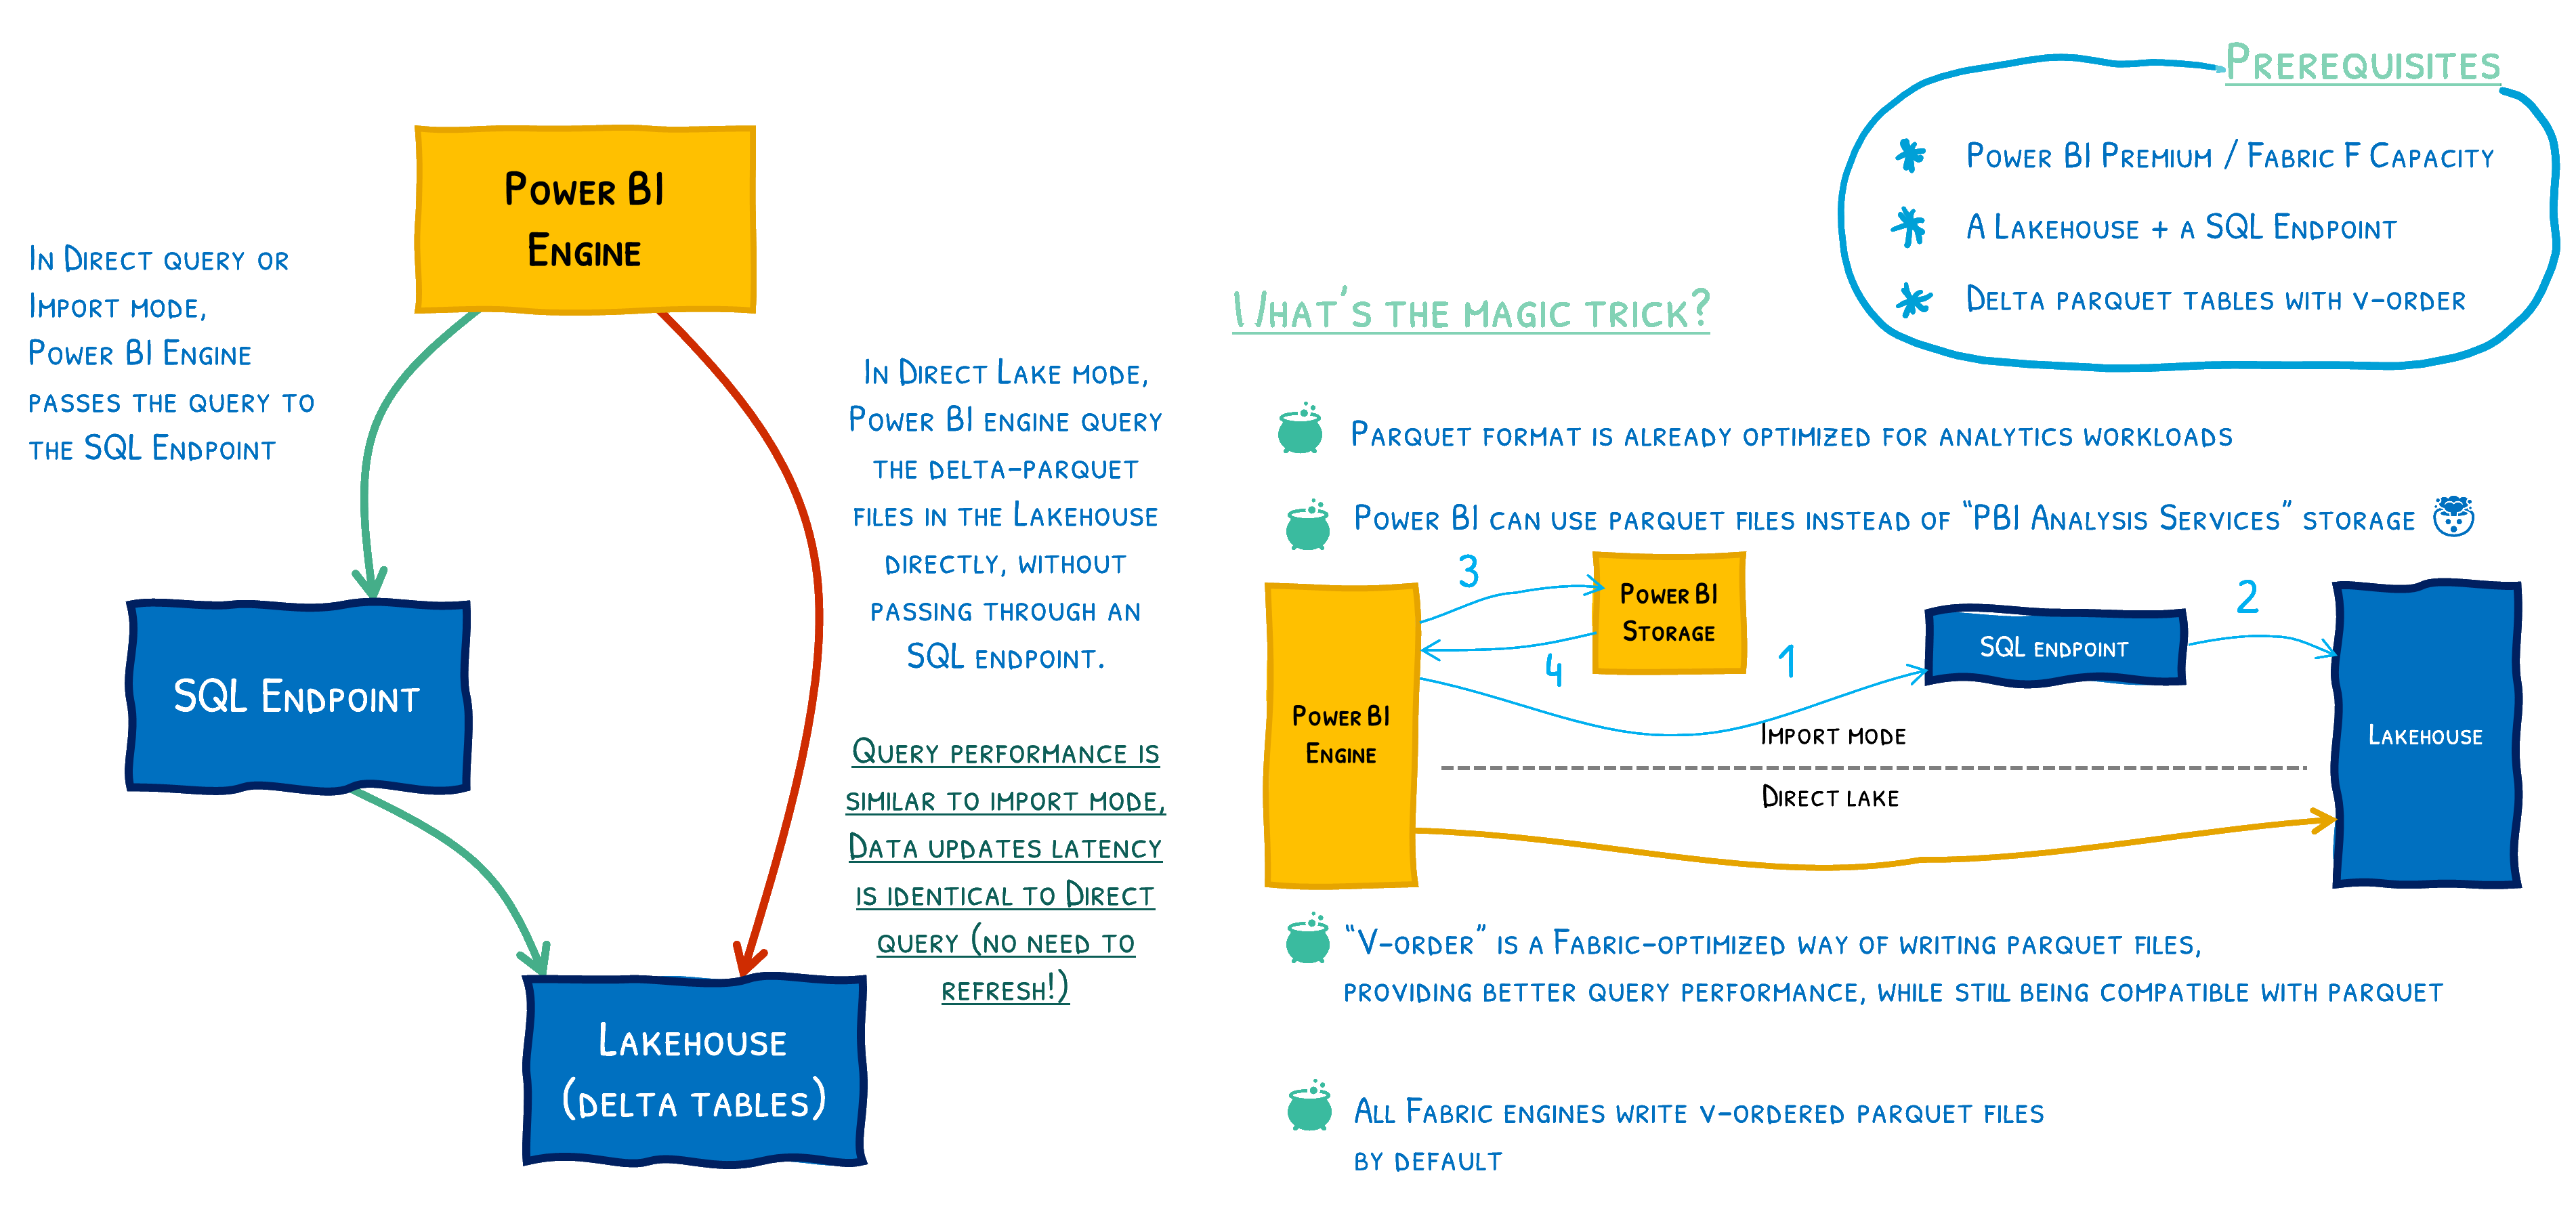 Power BI
Engine
In Direct query or
Import mode,
Power BI Engine
passes the query to
the SQL Endpoint
In Direct Lake mode,
Power BI engine query
the delta-parquet
files in the Lakehouse
directly, without
passing through an
SQL endpoint.
Query performance is
similar to import mode,
Data updates latency
is identical to Direct
query (no need to
refresh!)
SQL Endpoint
Lakehouse
(delta tables)
Prerequisites
Power BI Premium / Fabric F Capacity
A Lakehouse + a SQL Endpoint
Delta parquet tables with v-order
What's the magic trick?
Parquet format is already optimized for analytics workloads
Power BI can use parquet files instead of “PBI Analysis Services” storage
3
Power BI
Storage
4
1
SQL endpoint
2
Power BI
Engine
Lakehouse
Import mode
Direct lake
“V-order” is a Fabric-optimized way of writing parquet files,
providing better query performance, while still being compatible with parquet
All Fabric engines write v-ordered parquet files
by default